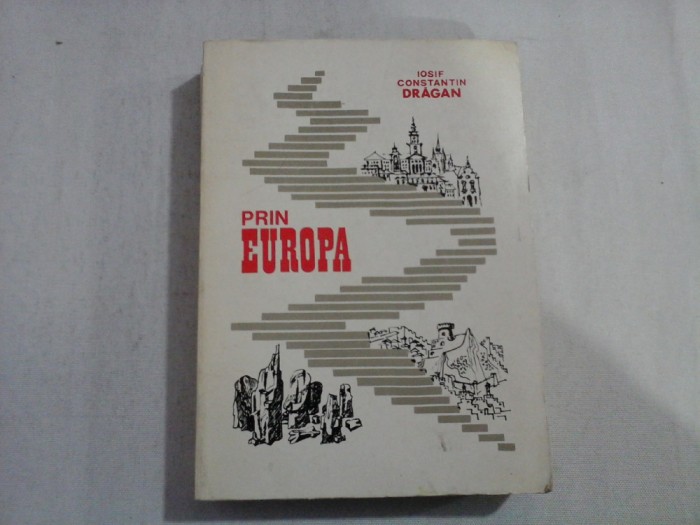 IOSIF
CONSTANTIN
DRĂGAN
PRIN
EUROPA